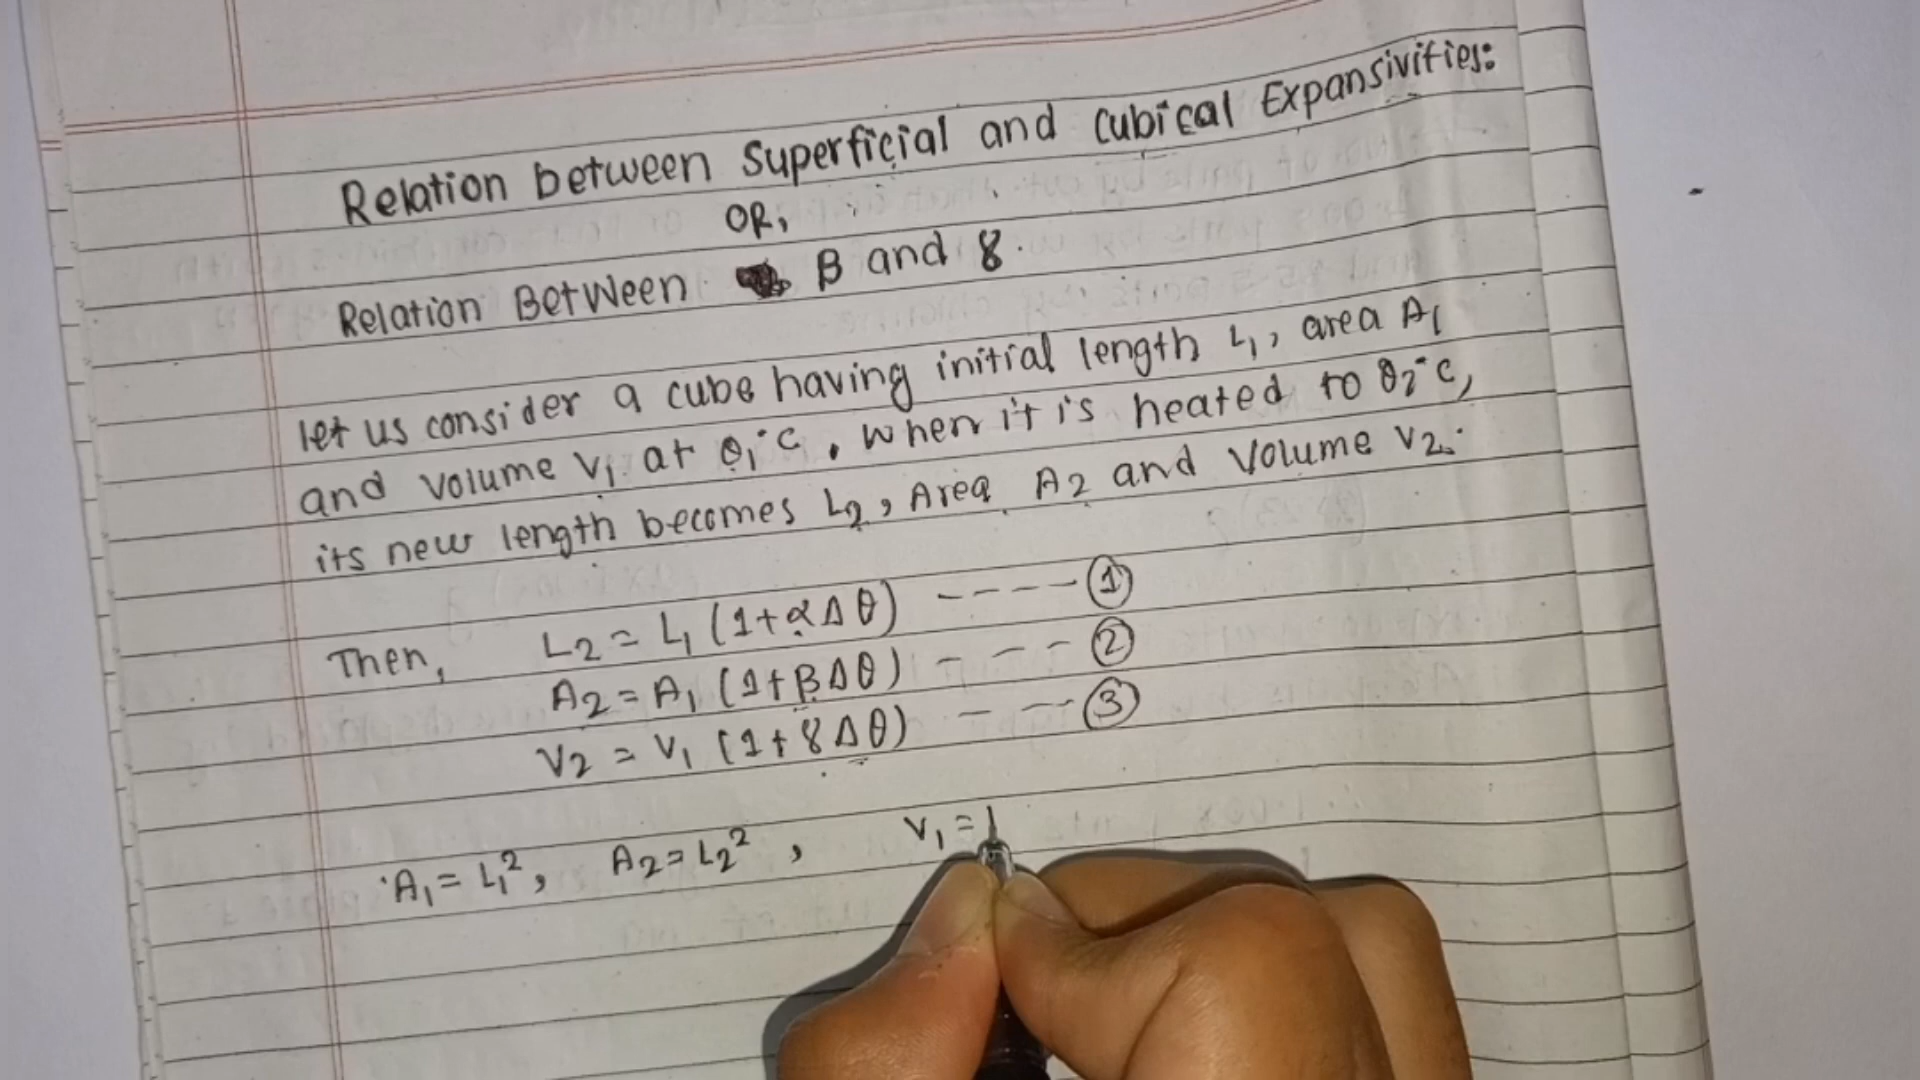 Relation between Superficial and Cubical Expansivities:
OR,
Relation Between β and γ.
let us consider a cube having initial length L₁, area A₁
and volume V₁ at θ₁°C. When it is heated to θ₂°C,
its new length becomes L₂, Area A₂ and Volume V₂.
Then, L₂ = L₁ (1+αΔθ) ---- ①
A₂ = A₁ (1+βΔθ) --- ②
V₂ = V₁ (1+γΔθ) --- ③
A₁ = L₁², A₂ = L₂², V₁ = l